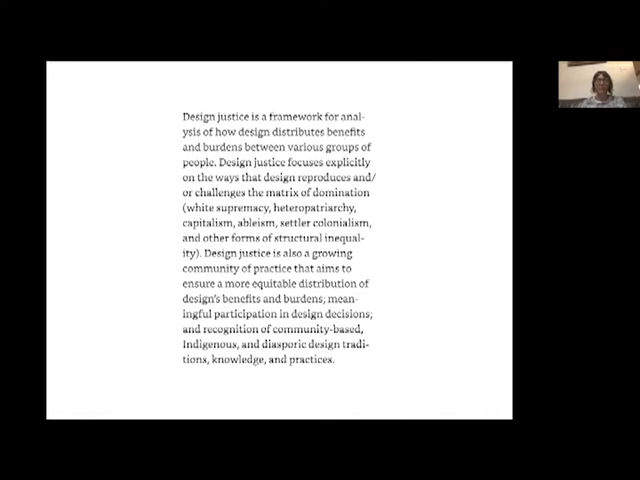 Design justice is a framework for anal-
ysis of how design distributes benefits
and burdens between various groups of
people. Design justice focuses explicitly
on the ways that design reproduces and/
or challenges the matrix of domination
(white supremacy, heteropatriarchy,
capitalism, ableism, settler colonialism,
and other forms of structural inequal-
ity). Design justice is also a growing
community of practice that aims to
ensure a more equitable distribution of
design's benefits and burdens; mean-
ingful participation in design decisions;
and recognition of community-based,
Indigenous, and diasporic design tradi-
tions, knowledge, and practices.